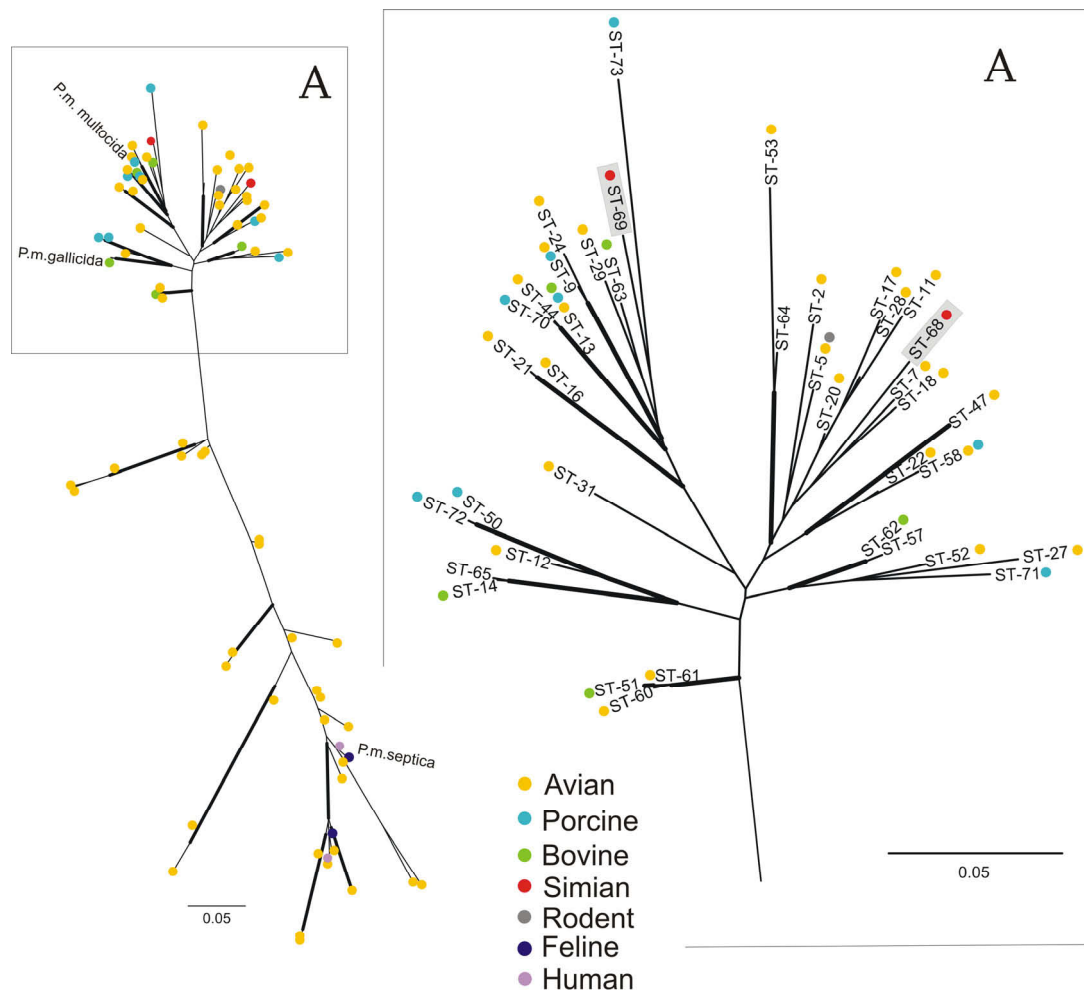 A
P.m. multocida
P.m.gallicida
P.m.septica
0.05
A
ST-73
ST-69
ST-53
ST-24
ST-29
ST-9
ST-63
ST-44
ST-70
ST-13
ST-21
ST-16
ST-31
ST-64
ST-2
ST-5
ST-20
ST-17
ST-28
ST-11
ST-68
ST-7
ST-18
ST-47
ST-22
ST-58
ST-62
ST-57
ST-52
ST-27
ST-71
ST-50
ST-72
ST-12
ST-65
ST-14
ST-51
ST-61
ST-60
Avian
Porcine
Bovine
Simian
Rodent
Feline
Human
0.05